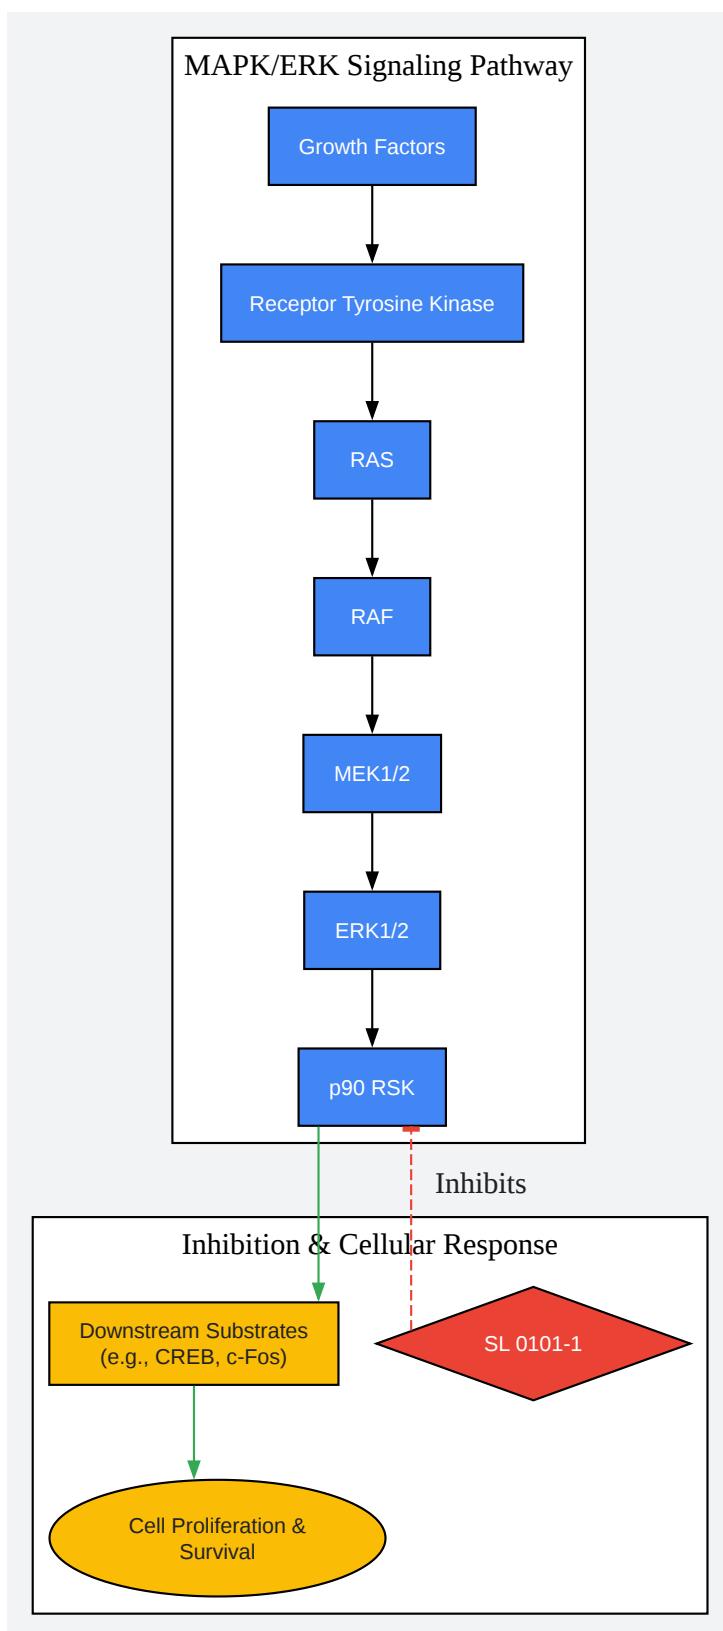 MAPK/ERK Signaling Pathway
Growth Factors
Receptor Tyrosine Kinase
RAS
RAF
MEK1/2
ERK1/2
p90 RSK
Inhibits
Inhibition & Cellular Response
Downstream Substrates
(e.g., CREB, c-Fos)
SL 0101-1
Cell Proliferation &
Survival